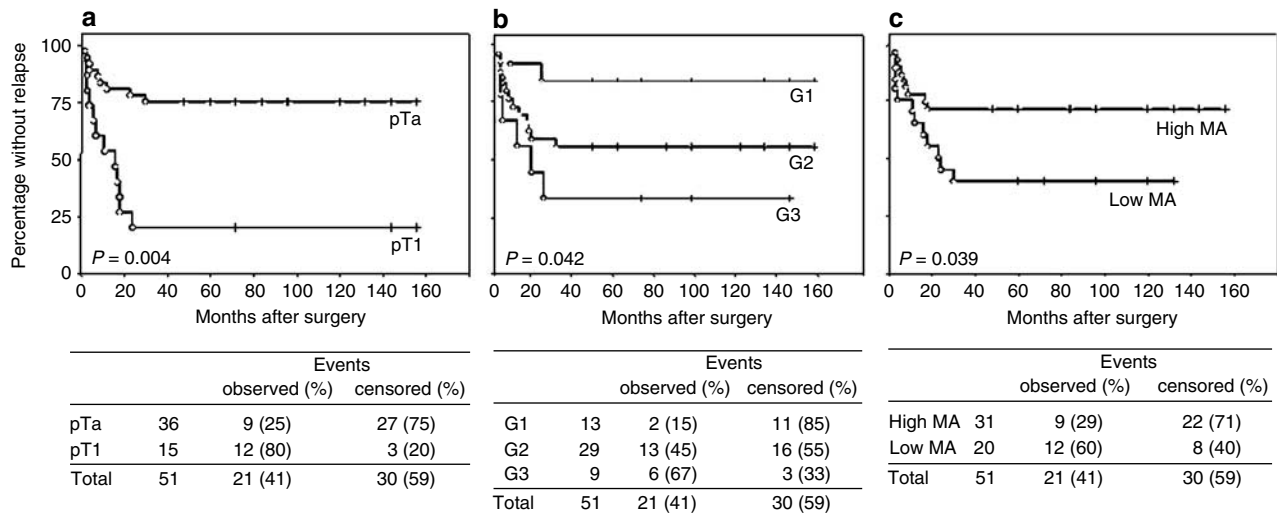 a
Percentage without relapse
100
75
50
25
0
pTa
pT1
P = 0.004
0 20 40 60 80 100 120 140 160
Months after surgery
b
G1
G2
G3
P = 0.042
0 20 40 60 80 100 120 140 160
Months after surgery
c
High MA
Low MA
P = 0.039
0 20 40 60 80 100 120 140 160
Months after surgery
Events
observed (%) censored (%)
pTa 36 9 (25) 27 (75)
pT1 15 12 (80) 3 (20)
Total 51 21 (41) 30 (59)
Events
observed (%) censored (%)
G1 13 2 (15) 11 (85)
G2 29 13 (45) 16 (55)
G3 9 6 (67) 3 (33)
Total 51 21 (41) 30 (59)
Events
observed (%) censored (%)
High MA 31 9 (29) 22 (71)
Low MA 20 12 (60) 8 (40)
Total 51 21 (41) 30 (59)